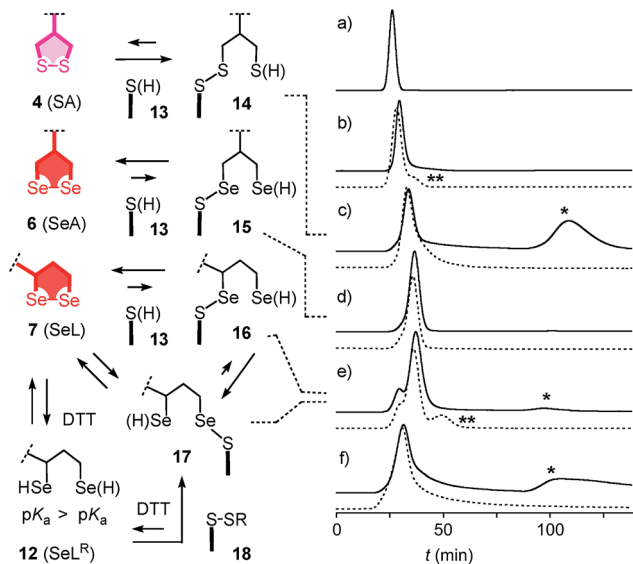 S–S
4 (SA)
S(H)
13
S
S
S(H)
14
Se Se
6 (SeA)
S(H)
13
S
Se
Se(H)
15
Se Se
7 (SeL)
S(H)
13
S
Se
Se(H)
16
DTT
(H)Se
Se
S
17
HSe
Se(H)
pKa > pKa
12 (SeL^R)
DTT
S–SR
18
a)
b)
**
c)
*
d)
e)
*
**
f)
*
0 50 100
t (min)